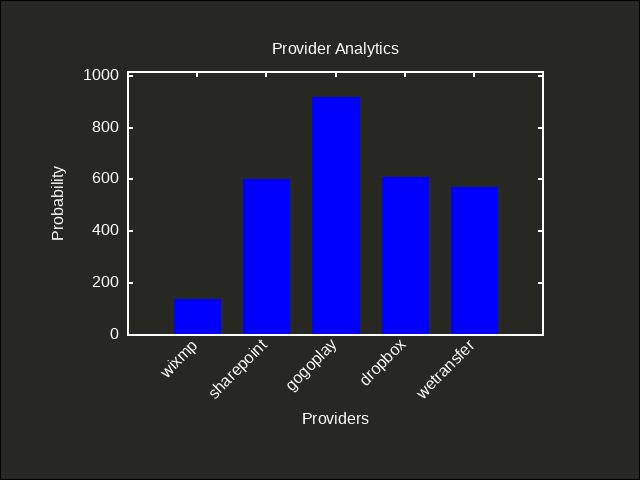 Provider Analytics
1000
800
600
400
200
0
Probability
wixmp
sharepoint
gogoplay
dropbox
wetransfer
Providers